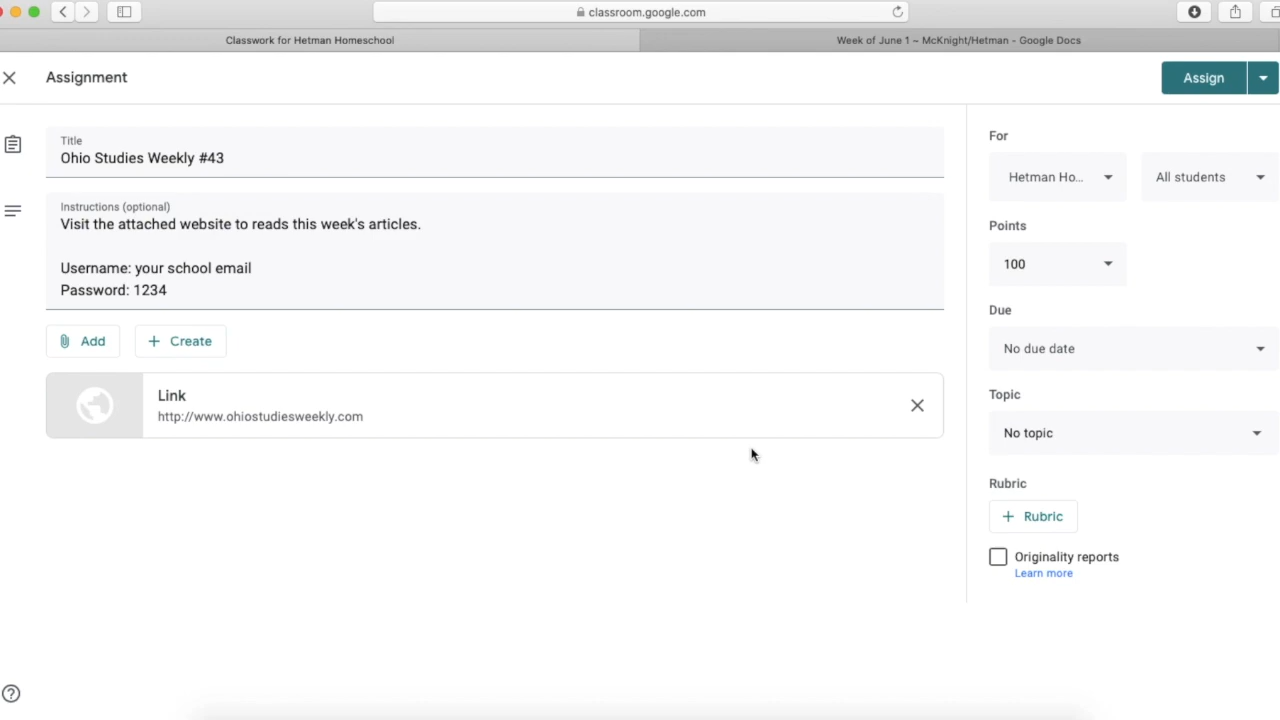 classroom.google.com
Classwork for Hetman Homeschool
Week of June 1 ~ McKnight/Hetman - Google Docs
Assignment
Assign
Title
Ohio Studies Weekly #43
Instructions (optional)
Visit the attached website to reads this week's articles.
Username: your school email
Password: 1234
Add
Create
Link
http://www.ohiostudiesweekly.com
For
Hetman Ho...
All students
Points
100
Due
No due date
Topic
No topic
Rubric
Rubric
Originality reports
Learn more